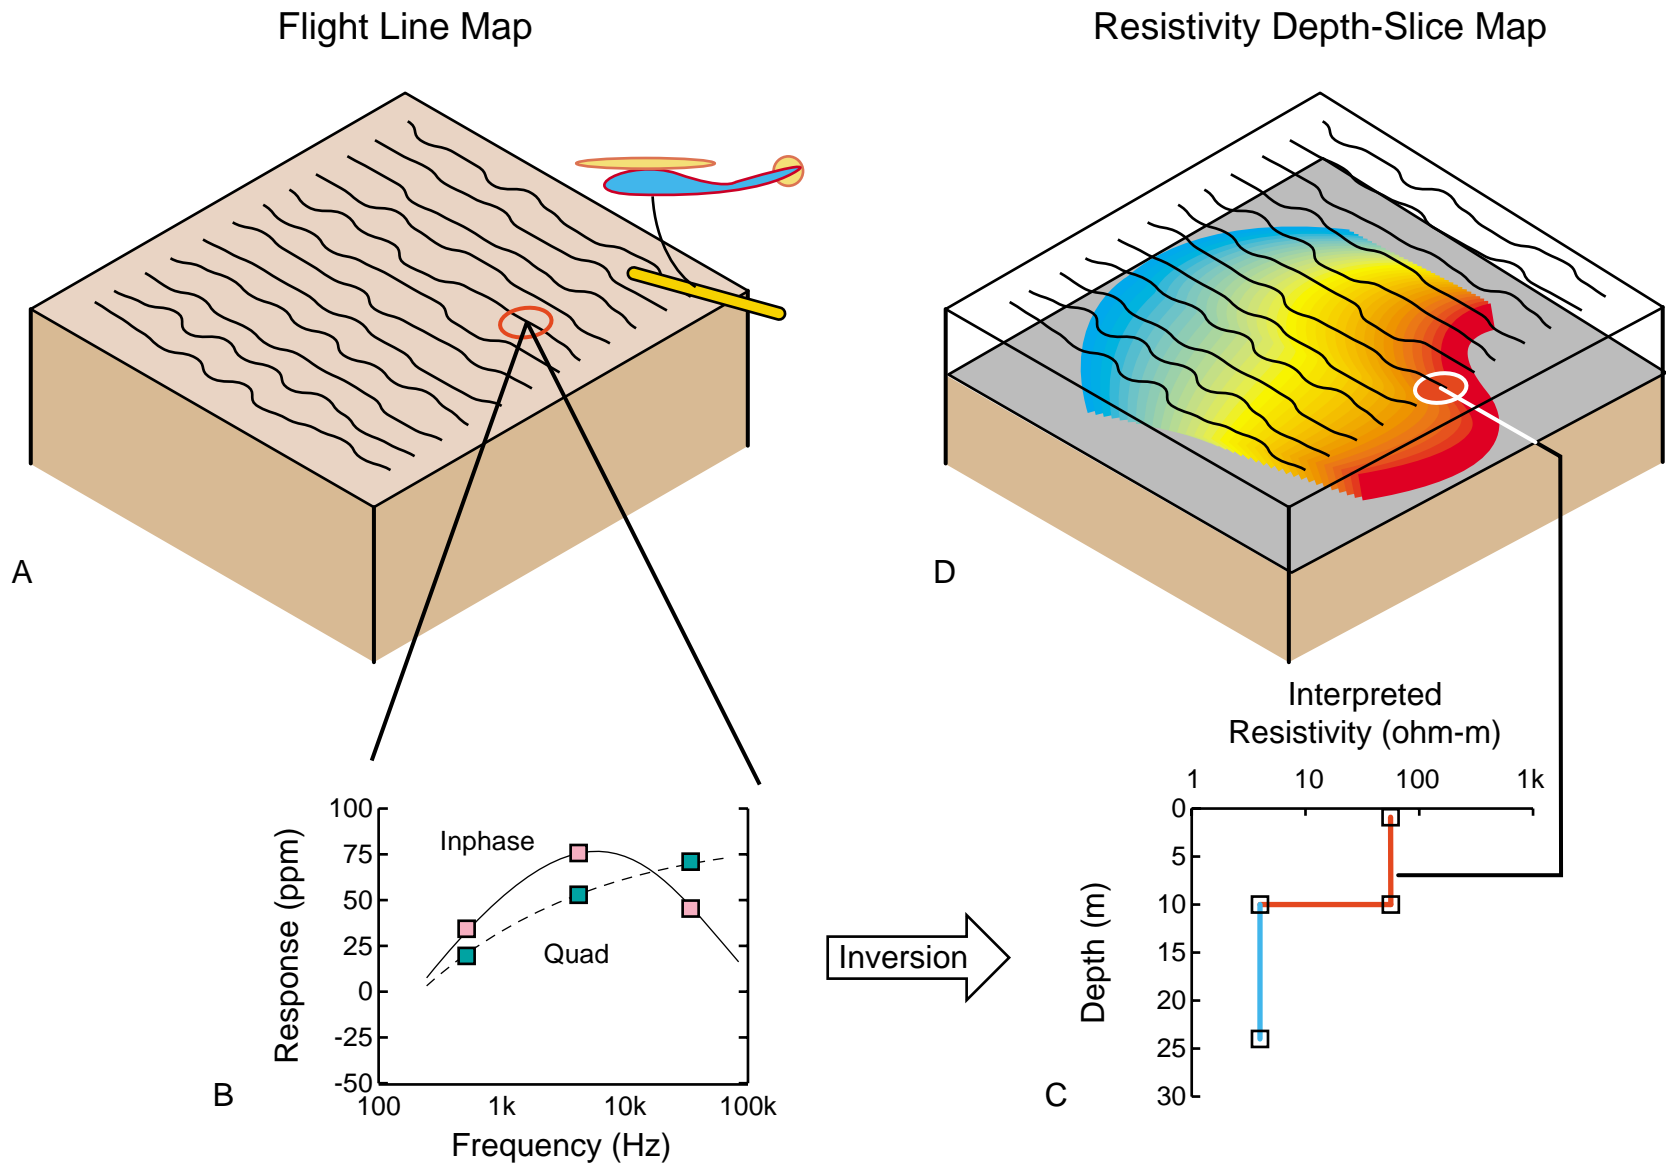 Flight Line Map
Resistivity Depth-Slice Map
A
D
Interpreted
Resistivity (ohm-m)
100
75
50
25
0
-25
-50
Response (ppm)
Inphase
Quad
100 1k 10k 100k
Frequency (Hz)
B
Inversion
1 10 100 1k
0
5
10
15
20
25
30
Depth (m)
C